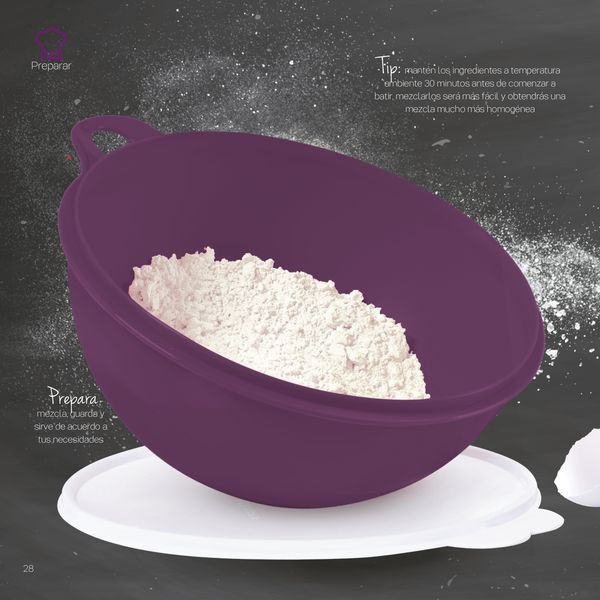 Preparar
Tip: mantén los ingredientes a temperatura
ambiente 30 minutos antes de comenzar a
batir, mezclarlos será más fácil y obtendrás una
mezcla mucho más homogénea
Prepara,
mezcla, guarda y
sirve de acuerdo a
tus necesidades
28